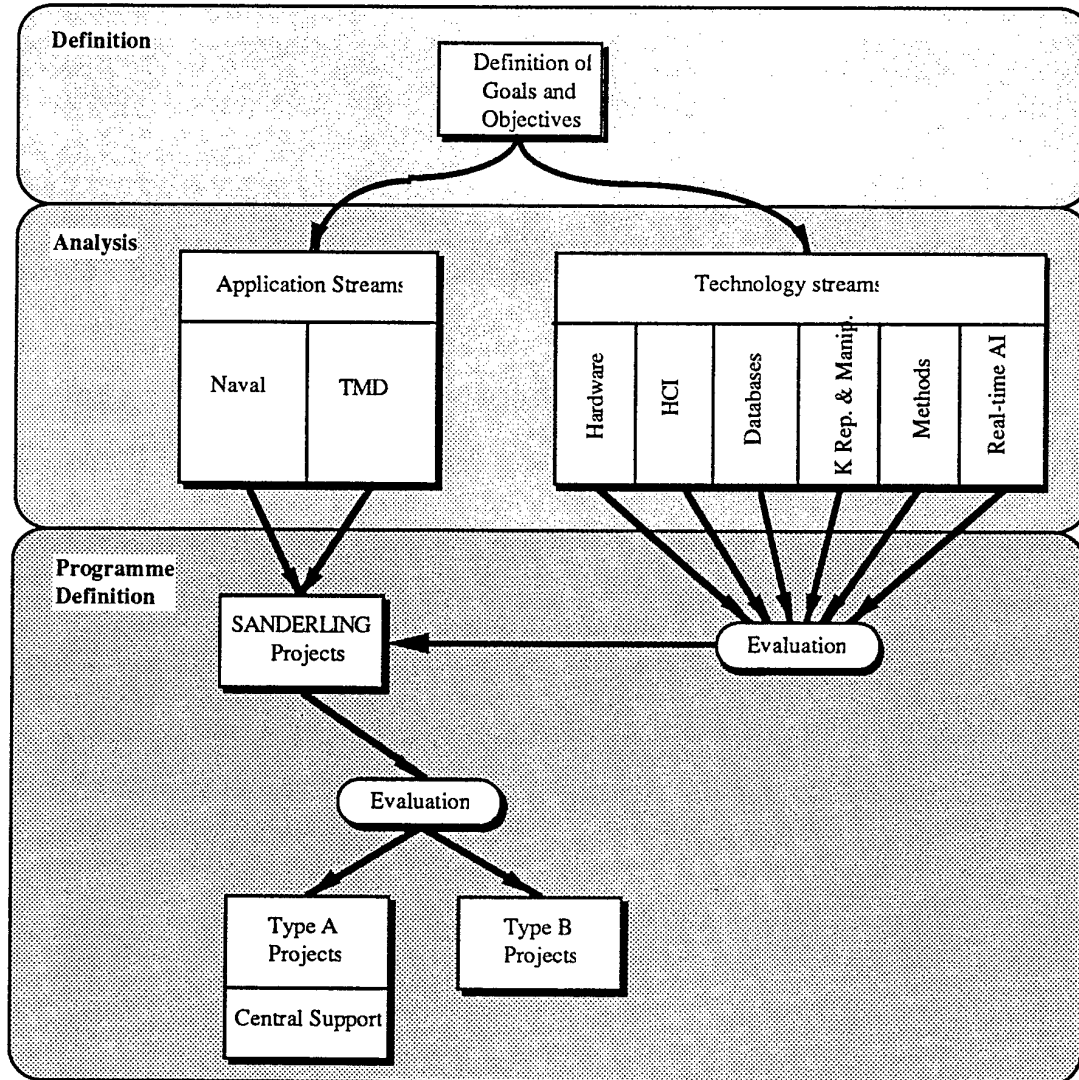 Definition
Definition of
Goals and
Objectives
Analysis
Application Streams
Naval
TMD
Technology streams
Hardware
HCI
Databases
K Rep. & Manip.
Methods
Real-time AI
Programme
Definition
SANDERLING
Projects
Evaluation
Evaluation
Type A
Projects
Central Support
Type B
Projects